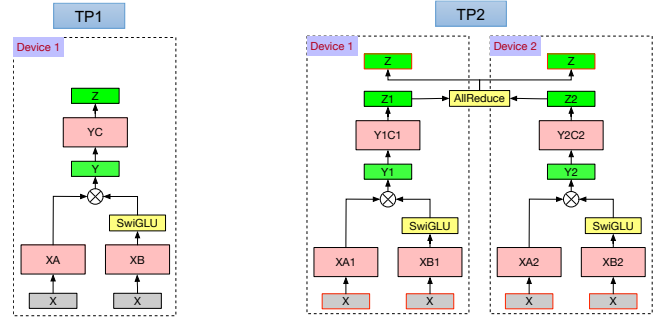 TP1
TP2
Device 1
Device 1
Device 2
Z
Z
Z
Z1
AllReduce
Z2
YC
Y1C1
Y2C2
Y
Y1
Y2
SwiGLU
SwiGLU
SwiGLU
XA
XB
XA1
XB1
XA2
XB2
X
X
X
X
X
X